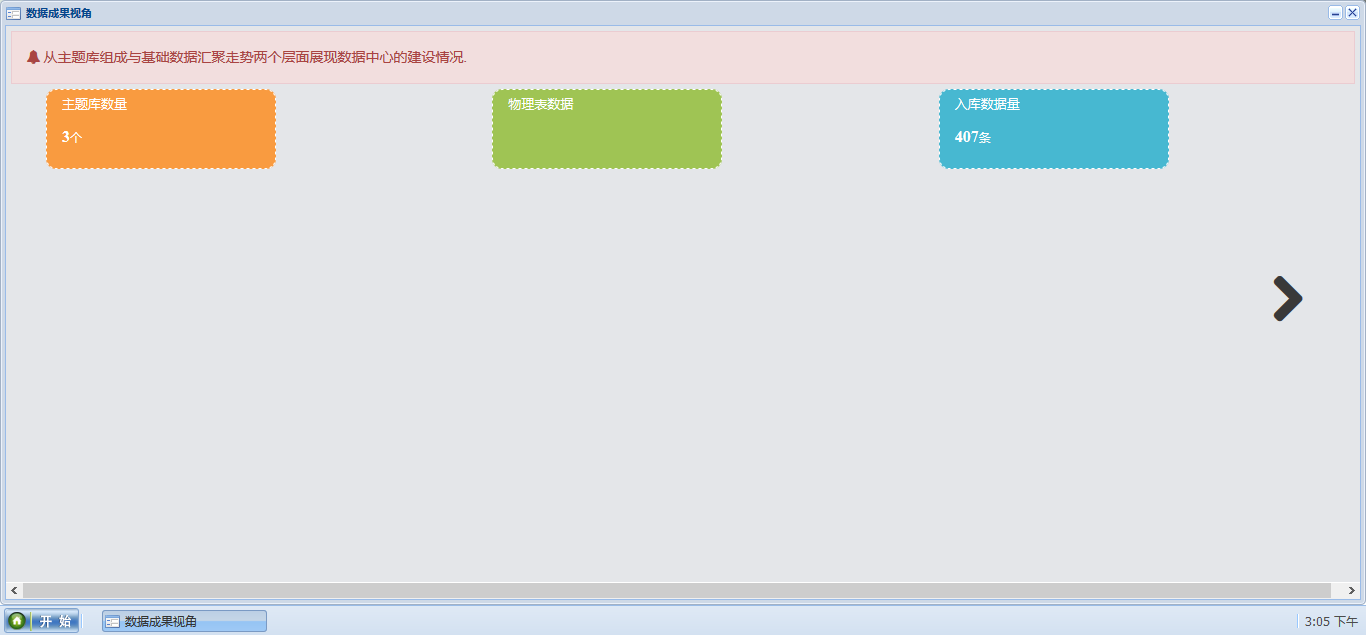 数据成果视角
从主题库组成与基础数据汇聚走势两个层面展现数据中心的建设情况.
主题库数量
3个
物理表数据
入库数据量
407条
开 始
数据成果视角
3:05 下午